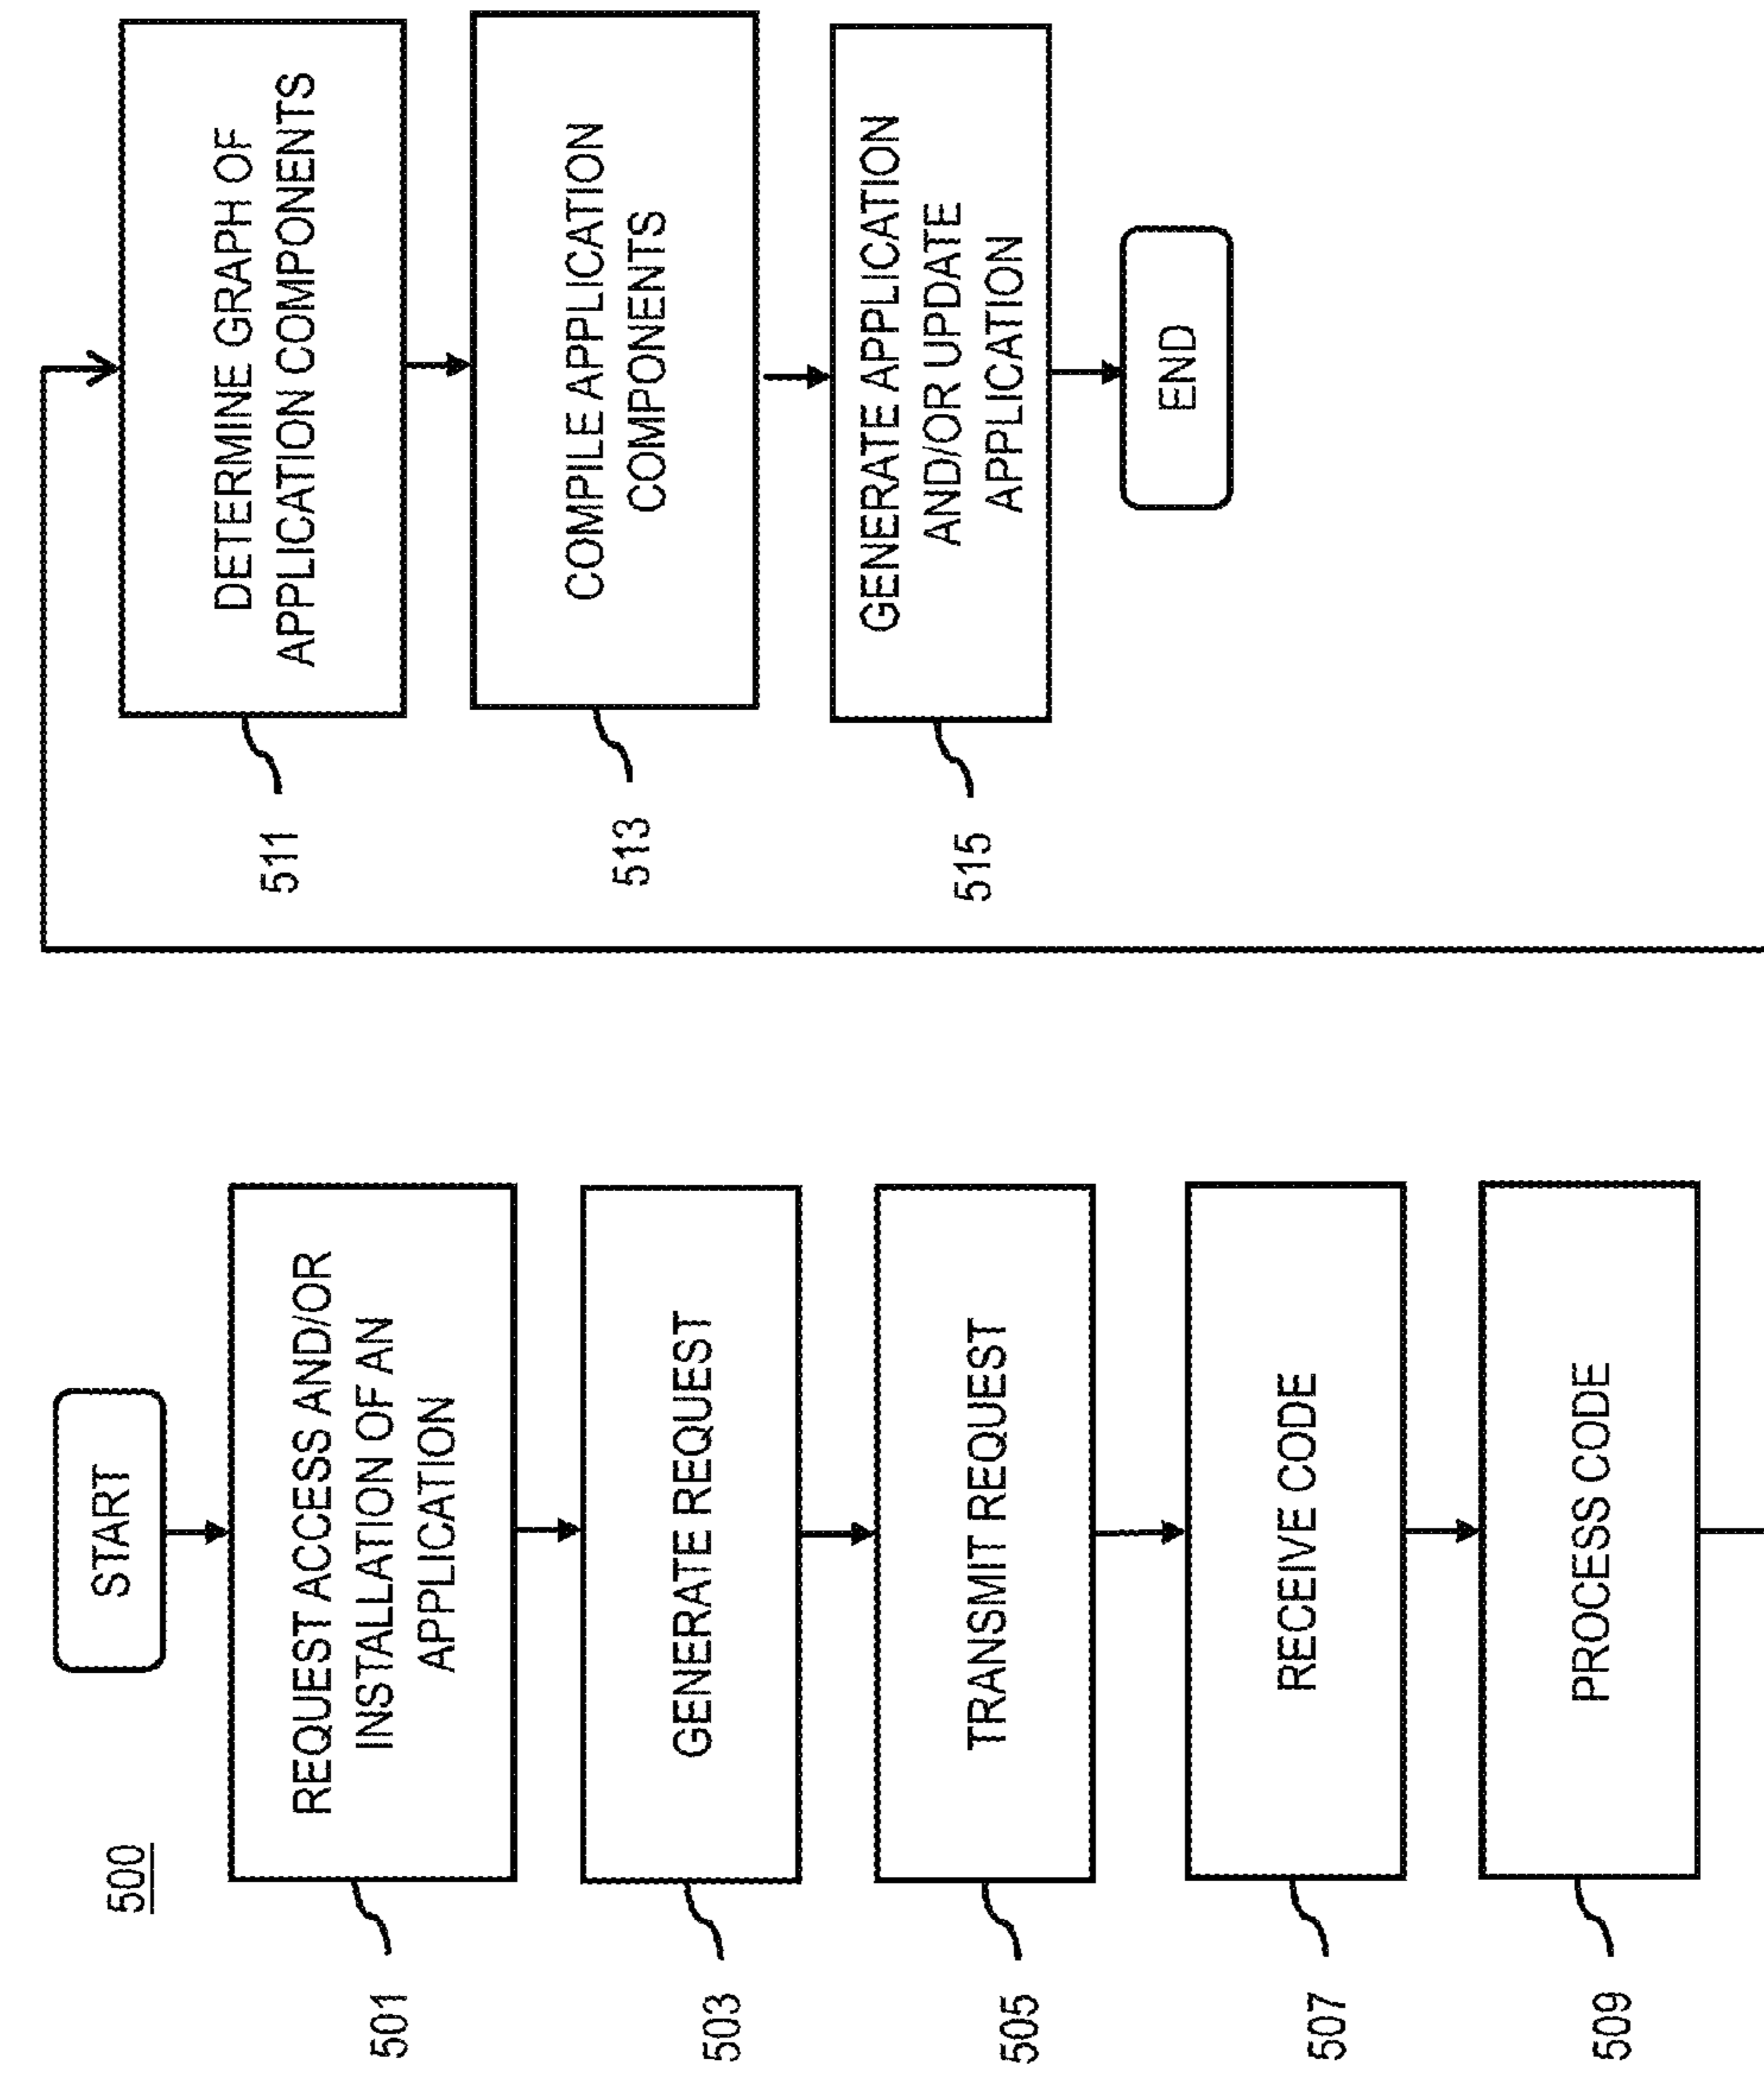 500
START
REQUEST ACCESS AND/OR
INSTALLATION OF AN
APPLICATION
501
GENERATE REQUEST
503
TRANSMIT REQUEST
505
RECEIVE CODE
507
PROCESS CODE
509
DETERMINE GRAPH OF
APPLICATION COMPONENTS
511
COMPILE APPLICATION
COMPONENTS
513
GENERATE APPLICATION
AND/OR UPDATE
APPLICATION
515
END